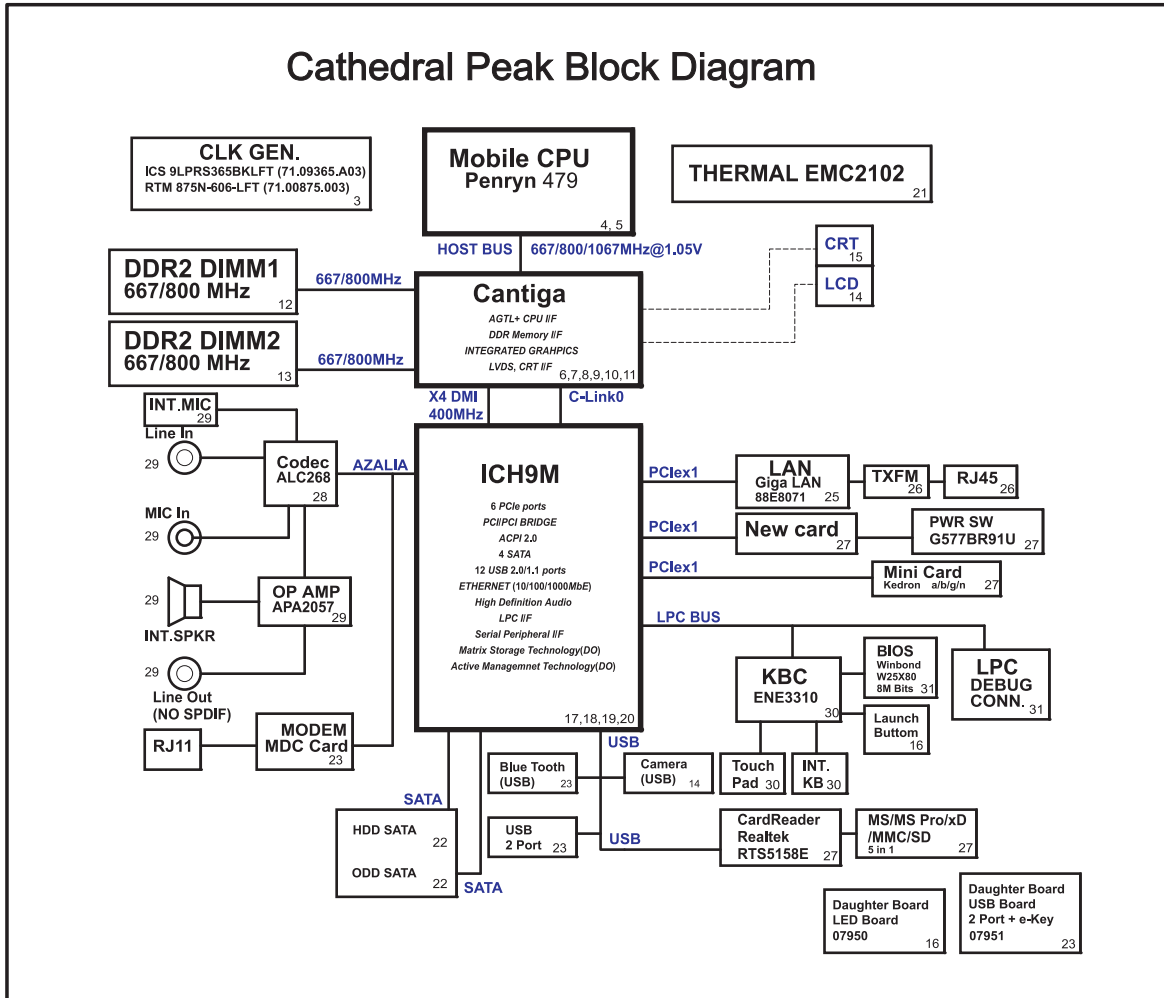 Cathedral Peak Block Diagram
CLK GEN.
ICS 9LPRS365BKLFT (71.09365.A03)
RTM 875N-606-LFT (71.00875.003)
3
Mobile CPU
Penryn 479
4, 5
THERMAL EMC2102
21
HOST BUS
667/800/1067MHz@1.05V
CRT
15
LCD
14
DDR2 DIMM1
667/800 MHz
12
667/800MHz
DDR2 DIMM2
667/800 MHz
13
667/800MHz
Cantiga
AGTL+ CPU I/F
DDR Memory I/F
INTEGRATED GRAHPICS
LVDS, CRT I/F
6,7,8,9,10,11
X4 DMI
400MHz
C-Link0
INT.MIC
29
Line In
29
Codec
ALC268
28
AZALIA
MIC In
29
OP AMP
APA2057
29
29
INT.SPKR
29
Line Out
(NO SPDIF)
RJ11
MODEM
MDC Card
23
ICH9M
6 PCIe ports
PCI/PCI BRIDGE
ACPI 2.0
4 SATA
12 USB 2.0/1.1 ports
ETHERNET (10/100/1000MbE)
High Definition Audio
LPC I/F
Serial Peripheral I/F
Matrix Storage Technology(DO)
Active Managemnet Technology(DO)
17,18,19,20
PCIex1
LAN
Giga LAN
88E8071
25
TXFM
26
RJ45
26
PCIex1
New card
27
PWR SW
G577BR91U
27
PCIex1
Mini Card
Kedron a/b/g/n
27
LPC BUS
KBC
ENE3310
30
BIOS
Winbond
W25X80
8M Bits
31
LPC
DEBUG
CONN.
31
Launch
Buttom
16
Touch
Pad
30
INT.
KB
30
USB
Blue Tooth
(USB)
23
Camera
(USB)
14
USB
2 Port
23
USB
CardReader
Realtek
RTS5158E
27
MS/MS Pro/xD
/MMC/SD
5 in 1
27
SATA
HDD SATA
22
ODD SATA
22
SATA
Daughter Board
LED Board
07950
16
Daughter Board
USB Board
2 Port + e-Key
07951
23